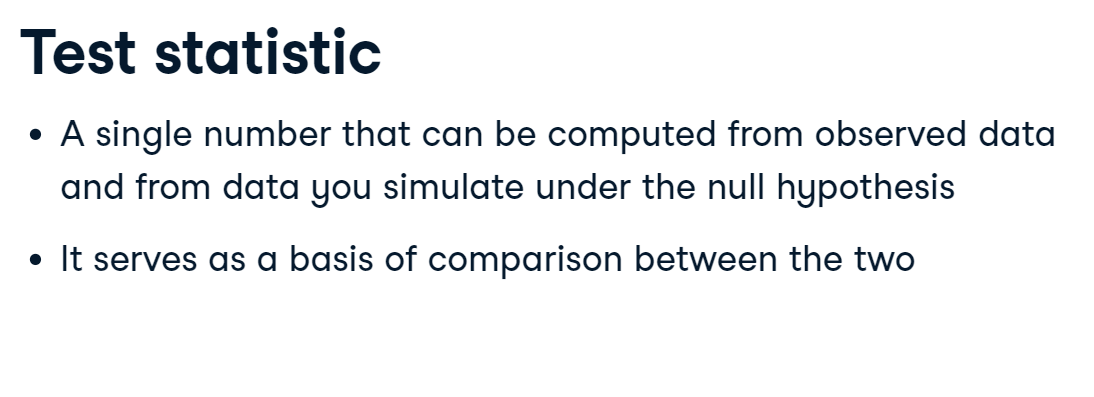 Test statistic
• A single number that can be computed from observed data
and from data you simulate under the null hypothesis
• It serves as a basis of comparison between the two